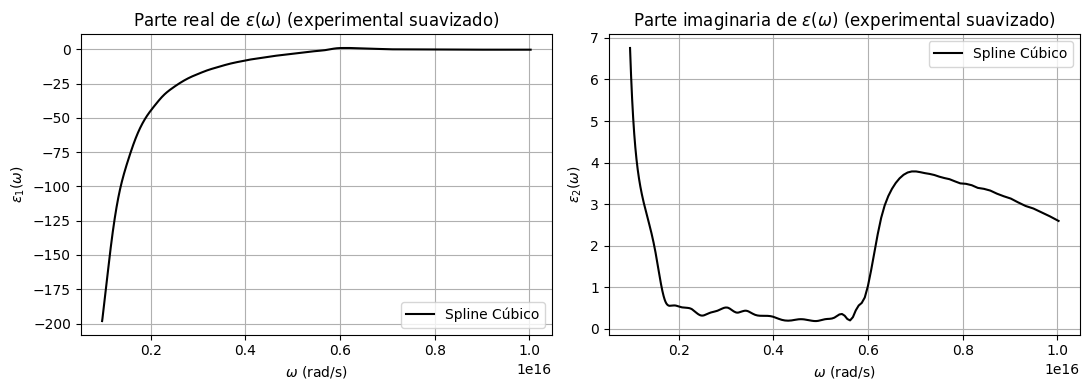 Parte real de ε(ω) (experimental suavizado)
0
−25
−50
−75
−100
−125
−150
−175
−200
ε₁(ω)
Spline Cúbico
0.2 0.4 0.6 0.8 1.0
1e16
ω (rad/s)
Parte imaginaria de ε(ω) (experimental suavizado)
7
6
5
4
3
2
1
0
ε₂(ω)
Spline Cúbico
0.2 0.4 0.6 0.8 1.0
1e16
ω (rad/s)